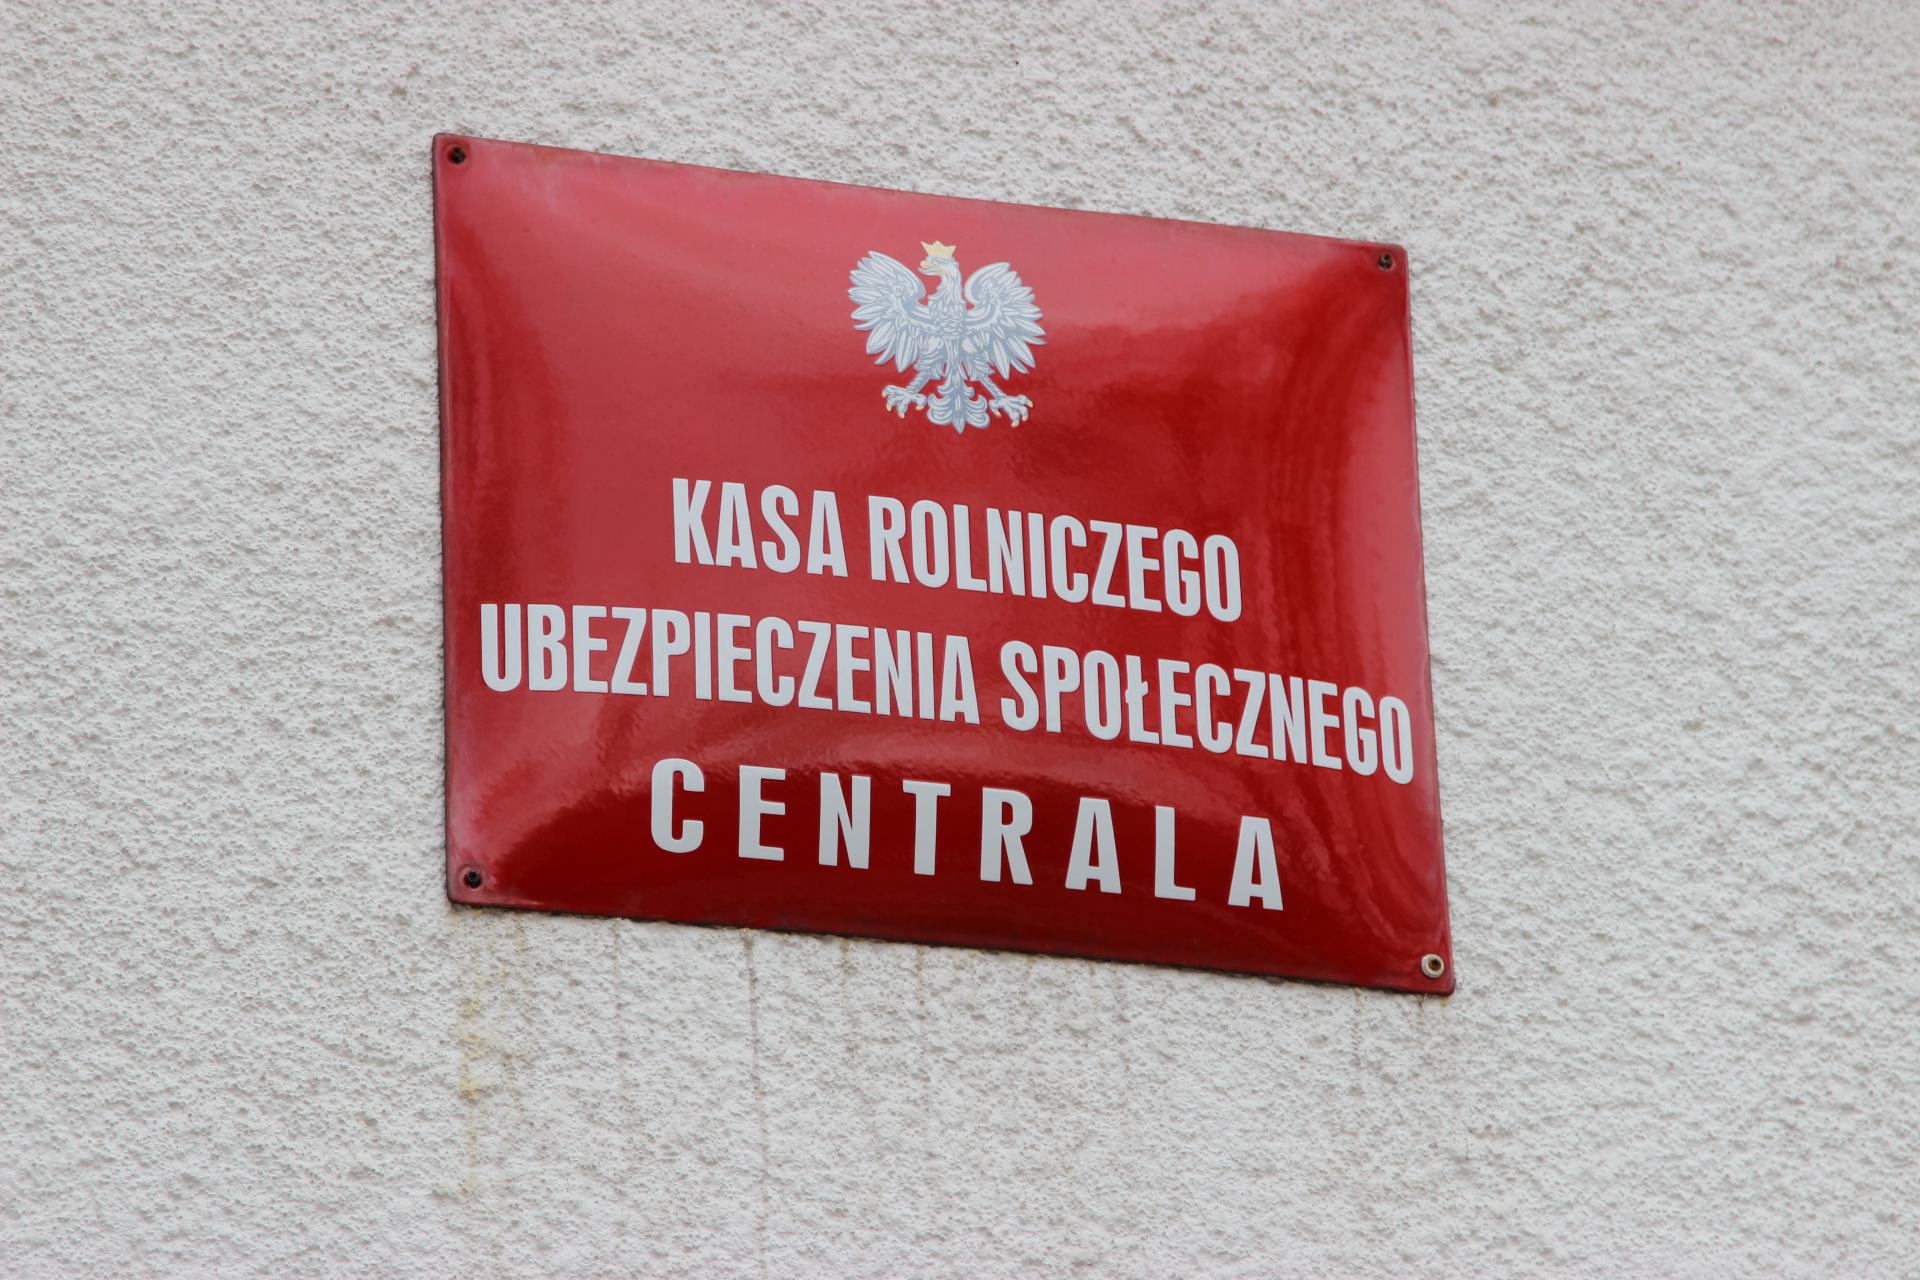 KASA ROLNICZEGO
UBEZPIECZENIA SPOŁECZNEGO
CENTRALA